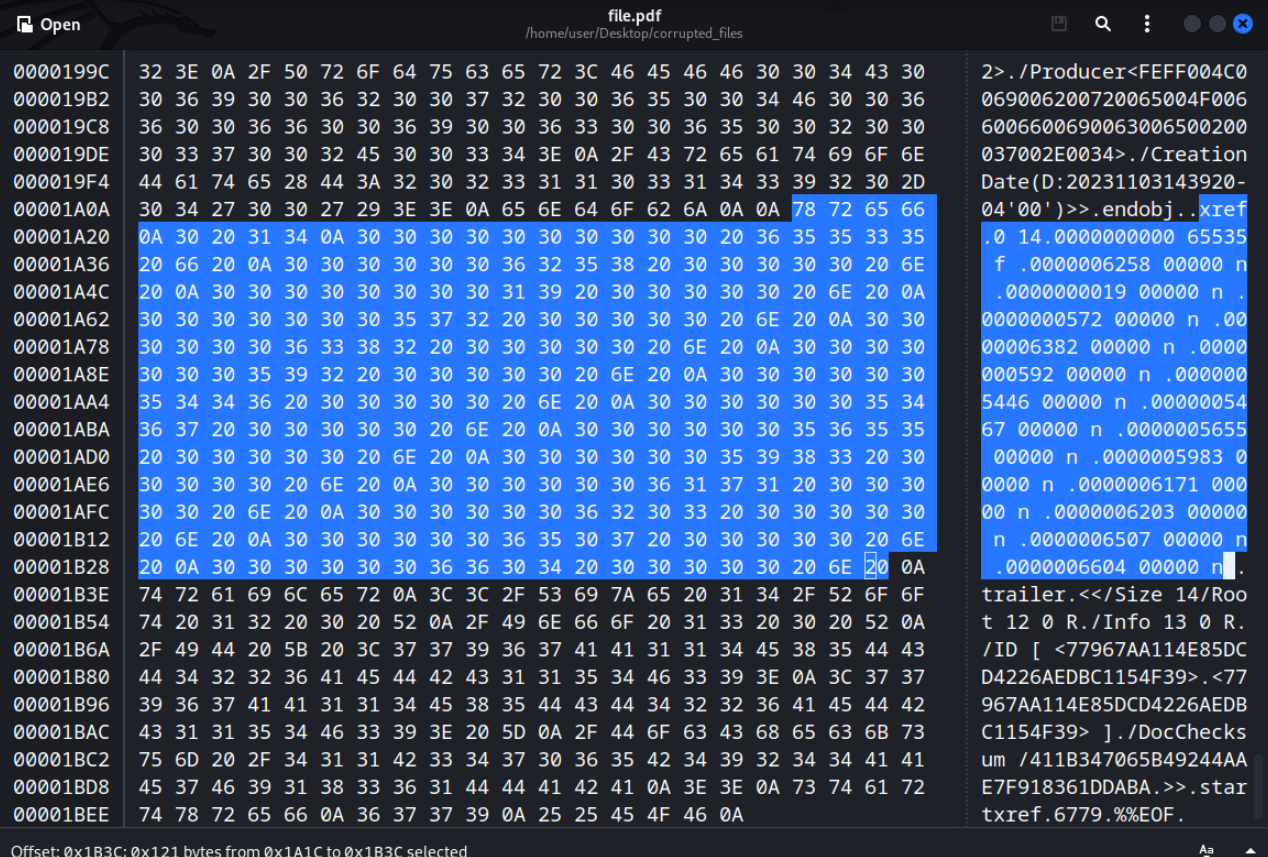 Open
file.pdf
/home/user/Desktop/corrupted_files
0000199C 32 3E 0A 2F 50 72 6F 64 75 63 65 72 3C 46 45 46 46 30 30 34 43 30 2>./Producer<FEFF004C0
000019B2 30 36 39 30 30 36 32 30 30 37 32 30 30 36 35 30 30 34 46 30 30 36 069006200720065004F006
000019C8 36 30 30 36 36 30 30 36 39 30 30 36 33 30 30 36 35 30 30 32 30 30 6006600690063006500200
000019DE 30 33 37 30 30 32 45 30 30 33 34 3E 0A 2F 43 72 65 61 74 69 6F 6E 037002E0034>./Creation
000019F4 44 61 74 65 28 44 3A 32 30 32 33 31 31 30 33 31 34 33 39 32 30 2D Date(D:20231103143920-
00001A0A 30 34 27 30 30 27 29 3E 3E 0A 65 6E 64 6F 62 6A 0A 0A 78 72 65 66 04'00')>>.endobj..xref
00001A20 0A 30 20 31 34 0A 30 30 30 30 30 30 30 30 30 30 20 36 35 35 33 35 .0 14.0000000000 65535
00001A36 20 66 20 0A 30 30 30 30 30 30 36 32 35 38 20 30 30 30 30 30 20 6E f .0000006258 00000 n
00001A4C 20 0A 30 30 30 30 30 30 30 30 31 39 20 30 30 30 30 30 20 6E 20 0A .0000000019 00000 n .
00001A62 30 30 30 30 30 30 30 35 37 32 20 30 30 30 30 30 20 6E 20 0A 30 30 0000000572 00000 n .00
00001A78 30 30 30 30 36 33 38 32 20 30 30 30 30 30 20 6E 20 0A 30 30 30 30 00006382 00000 n .0000
00001A8E 30 30 30 35 39 32 20 30 30 30 30 30 20 6E 20 0A 30 30 30 30 30 30 000592 00000 n .000000
00001AA4 35 34 34 36 20 30 30 30 30 30 20 6E 20 0A 30 30 30 30 30 30 35 34 5446 00000 n .00000054
00001ABA 36 37 20 30 30 30 30 30 20 6E 20 0A 30 30 30 30 30 30 35 36 35 35 67 00000 n .0000005655
00001AD0 20 30 30 30 30 30 20 6E 20 0A 30 30 30 30 30 30 35 39 38 33 20 30 00000 n .0000005983 0
00001AE6 30 30 30 30 20 6E 20 0A 30 30 30 30 30 30 36 31 37 31 20 30 30 30 0000 n .0000006171 000
00001AFC 30 30 20 6E 20 0A 30 30 30 30 30 30 36 32 30 33 20 30 30 30 30 30 00 n .0000006203 00000
00001B12 20 6E 20 0A 30 30 30 30 30 30 36 35 30 37 20 30 30 30 30 30 20 6E n .0000006507 00000 n
00001B28 20 0A 30 30 30 30 30 30 36 36 30 34 20 30 30 30 30 30 20 6E 20 0A .0000006604 00000 n .
00001B3E 74 72 61 69 6C 65 72 0A 3C 3C 2F 53 69 7A 65 20 31 34 2F 52 6F 6F trailer.<</Size 14/Roo
00001B54 74 20 31 32 20 30 20 52 0A 2F 49 6E 66 6F 20 31 33 20 30 20 52 0A t 12 0 R./Info 13 0 R.
00001B6A 2F 49 44 20 5B 20 3C 37 37 39 36 37 41 41 31 31 34 45 38 35 44 43 /ID [ <77967AA114E85DC
00001B80 44 34 32 32 36 41 45 44 42 43 31 31 35 34 46 33 39 3E 0A 3C 37 37 D4226AEDBC1154F39>.<77
00001B96 39 36 37 41 41 31 31 34 45 38 35 44 43 44 34 32 32 36 41 45 44 42 967AA114E85DCD4226AEDB
00001BAC 43 31 31 35 34 46 33 39 3E 20 5D 0A 2F 44 6F 63 43 68 65 63 6B 73 C1154F39> ]./DocChecks
00001BC2 75 6D 20 2F 34 31 31 42 33 34 37 30 36 35 42 34 39 32 34 34 41 41 um /411B347065B49244AA
00001BD8 45 37 46 39 31 38 33 36 31 44 44 41 42 41 0A 3E 3E 0A 73 74 61 72 E7F918361DDABA.>>.star
00001BEE 74 78 72 65 66 0A 36 37 37 39 0A 25 25 45 4F 46 0A txref.6779.%%EOF.
Offset: 0x1B3C; 0x121 bytes from 0x1A1C to 0x1B3C selected
Aa